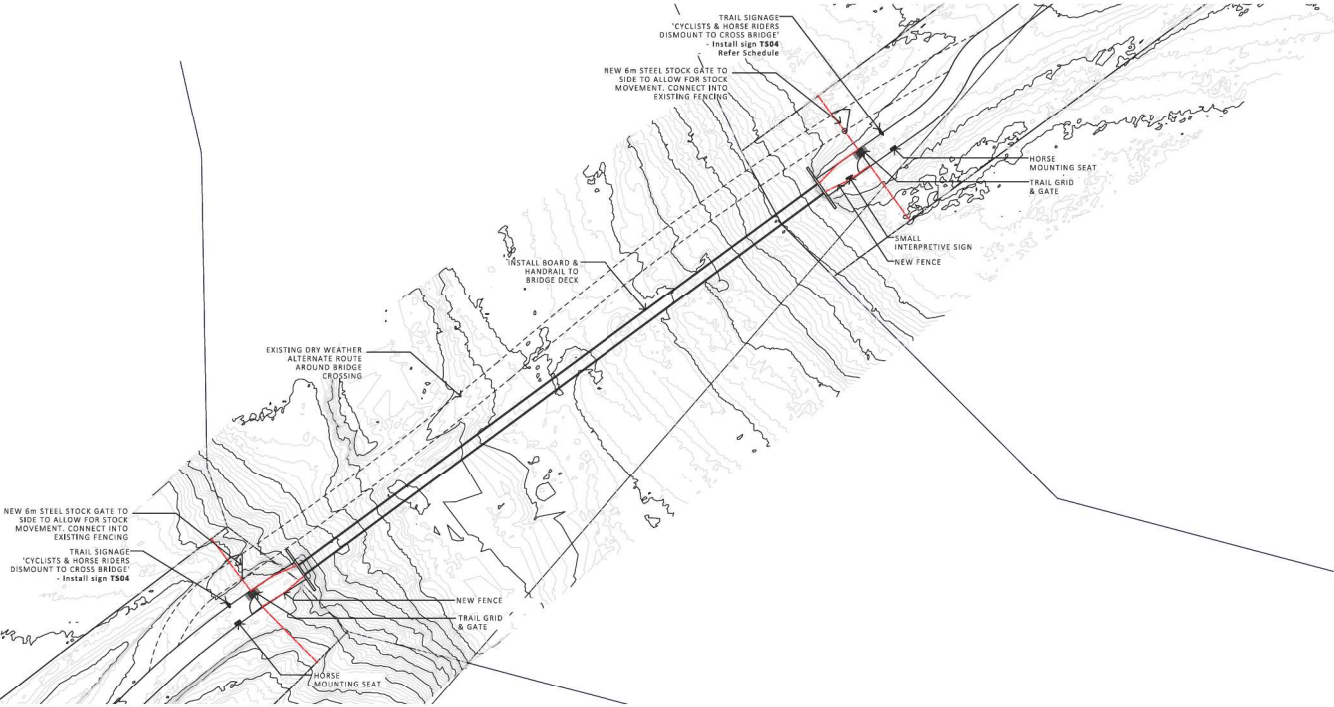 TRAIL SIGNAGE
'CYCLISTS & HORSE RIDERS
DISMOUNT TO CROSS BRIDGE'
- Install sign TS04
Refer Schedule
NEW 6m STEEL STOCK GATE TO
SIDE TO ALLOW FOR STOCK
MOVEMENT. CONNECT INTO
EXISTING FENCING
HORSE
MOUNTING SEAT
TRAIL GRID
& GATE
SMALL
INTERPRETIVE SIGN
NEW FENCE
INSTALL BOARD &
HANDRAIL TO
BRIDGE DECK
EXISTING DRY WEATHER
ALTERNATE ROUTE
AROUND BRIDGE
CROSSING
NEW 6m STEEL STOCK GATE TO
SIDE TO ALLOW FOR STOCK
MOVEMENT. CONNECT INTO
EXISTING FENCING
TRAIL SIGNAGE
'CYCLISTS & HORSE RIDERS
DISMOUNT TO CROSS BRIDGE'
- Install sign TS04
NEW FENCE
TRAIL GRID
& GATE
HORSE
MOUNTING SEAT